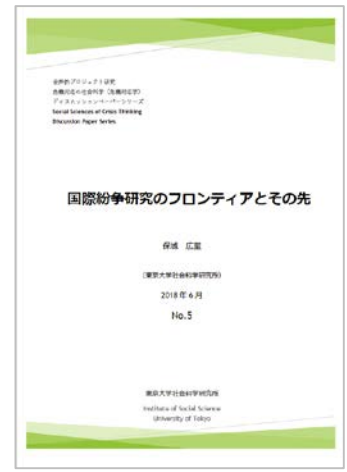 全所的プロジェクト研究
危機対応の社会科学（危機対応学）
ディスカッションペーパーシリーズ
Social Sciences of Crisis Thinking
Discussion Paper Series
国際紛争研究のフロンティアとその先
保城 広至
（東京大学社会科学研究所）
2018年6月
No.5
東京大学社会科学研究所
Institute of Social Science
University of Tokyo